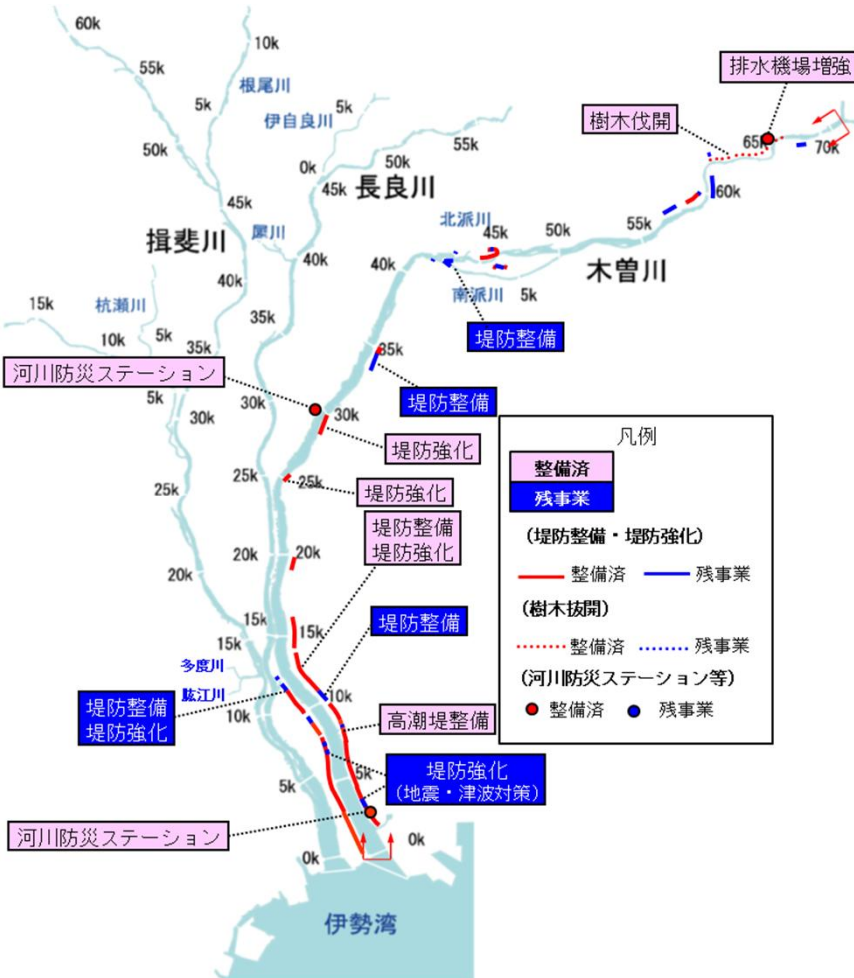 60k
10k
55k
根尾川
排水機場増強
5k
5k
伊自良川
樹木伐開
50k
0k
50k
55k
65k
70k
45k
長良川
45k
60k
揖斐川
犀川
北派川
45k
50k
55k
40k
40k
40k
木曽川
南派川
5k
15k
杭瀬川
10k
5k
35k
35k
堤防整備
河川防災ステーション
35k
5k
30k
30k
堤防整備
30k
堤防強化
25k
25k
25k
堤防強化
堤防整備
堤防強化
20k
20k
20k
15k
15k
15k
堤防整備
多度川
肱江川
10k
10k
堤防整備
堤防強化
高潮堤整備
5k
5k
堤防強化
(地震・津波対策)
河川防災ステーション
0k
0k
伊勢湾
凡例
整備済
残事業
(堤防整備・堤防強化)
整備済 残事業
(樹木抜開)
整備済 残事業
(河川防災ステーション等)
整備済 残事業